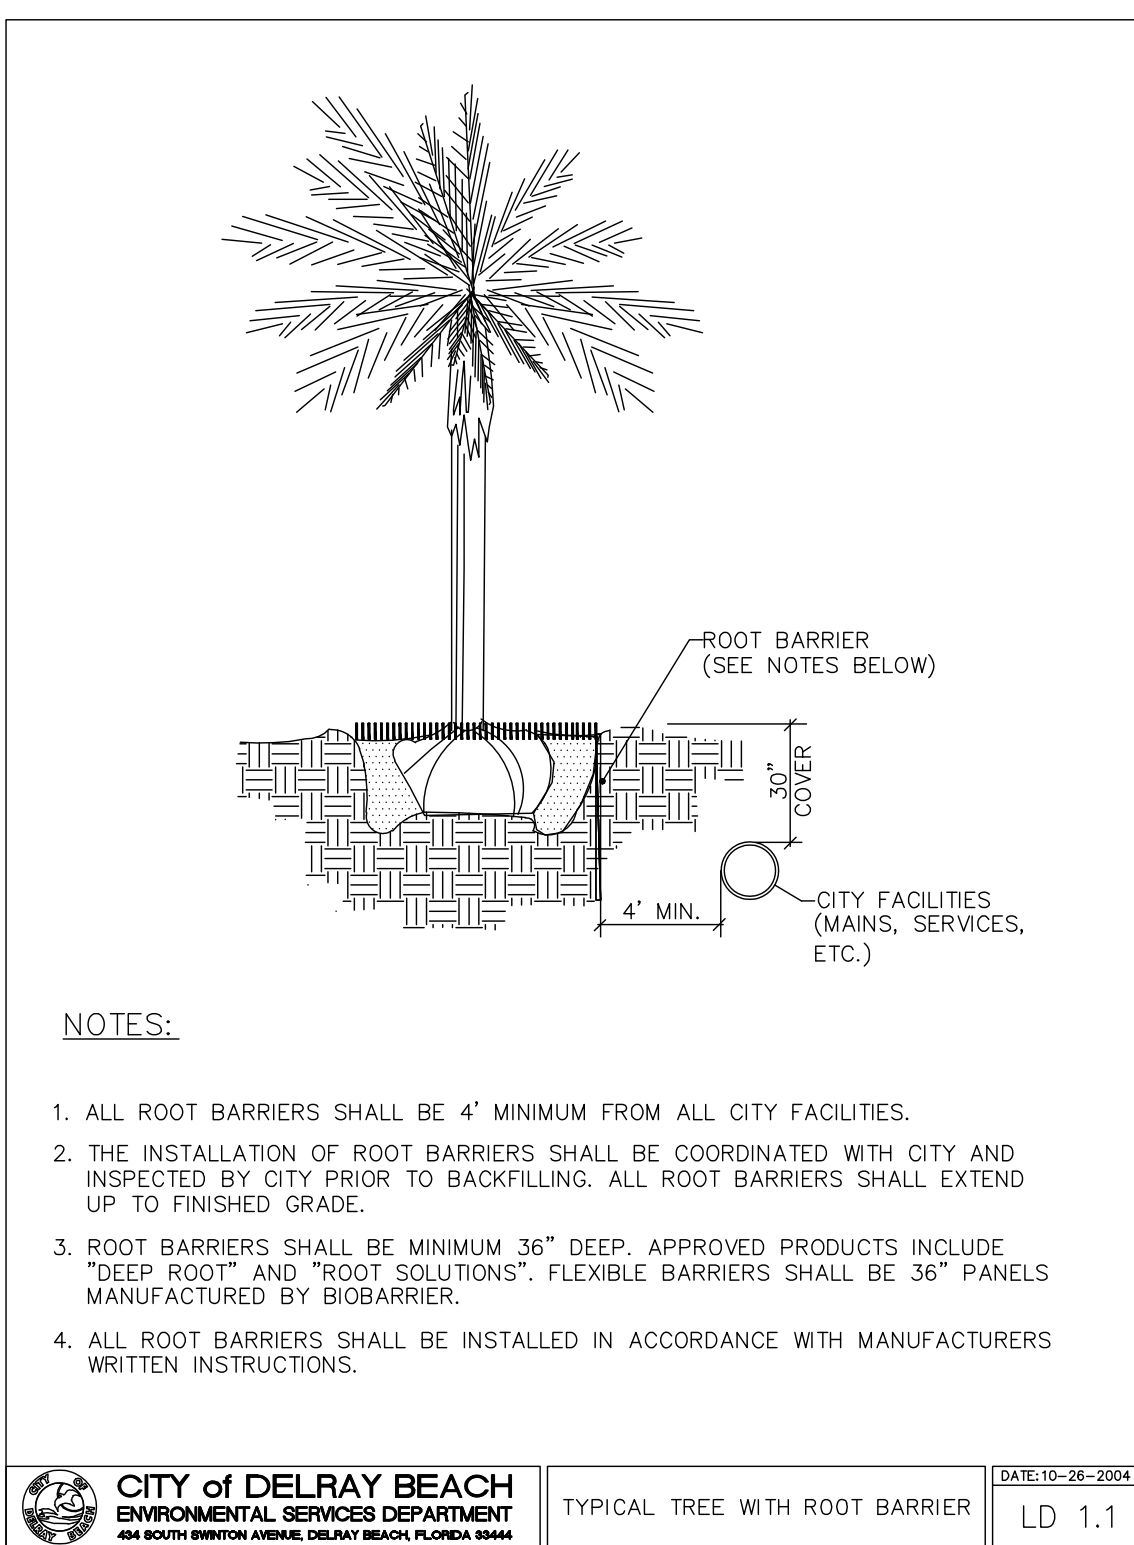 ROOT BARRIER
(SEE NOTES BELOW)
30”
COVER
4’ MIN.
CITY FACILITIES
(MAINS, SERVICES,
ETC.)
NOTES:
1. ALL ROOT BARRIERS SHALL BE 4’ MINIMUM FROM ALL CITY FACILITIES.
2. THE INSTALLATION OF ROOT BARRIERS SHALL BE COORDINATED WITH CITY AND
INSPECTED BY CITY PRIOR TO BACKFILLING. ALL ROOT BARRIERS SHALL EXTEND
UP TO FINISHED GRADE.
3. ROOT BARRIERS SHALL BE MINIMUM 36” DEEP. APPROVED PRODUCTS INCLUDE
”DEEP ROOT” AND ”ROOT SOLUTIONS”. FLEXIBLE BARRIERS SHALL BE 36” PANELS
MANUFACTURED BY BIOBARRIER.
4. ALL ROOT BARRIERS SHALL BE INSTALLED IN ACCORDANCE WITH MANUFACTURERS
WRITTEN INSTRUCTIONS.
CITY OF
DELRAY BEACH
CITY of DELRAY BEACH
ENVIRONMENTAL SERVICES DEPARTMENT
434 SOUTH SWINTON AVENUE, DELRAY BEACH, FLORIDA 33444
TYPICAL TREE WITH ROOT BARRIER
DATE:10-26-2004
LD 1.1